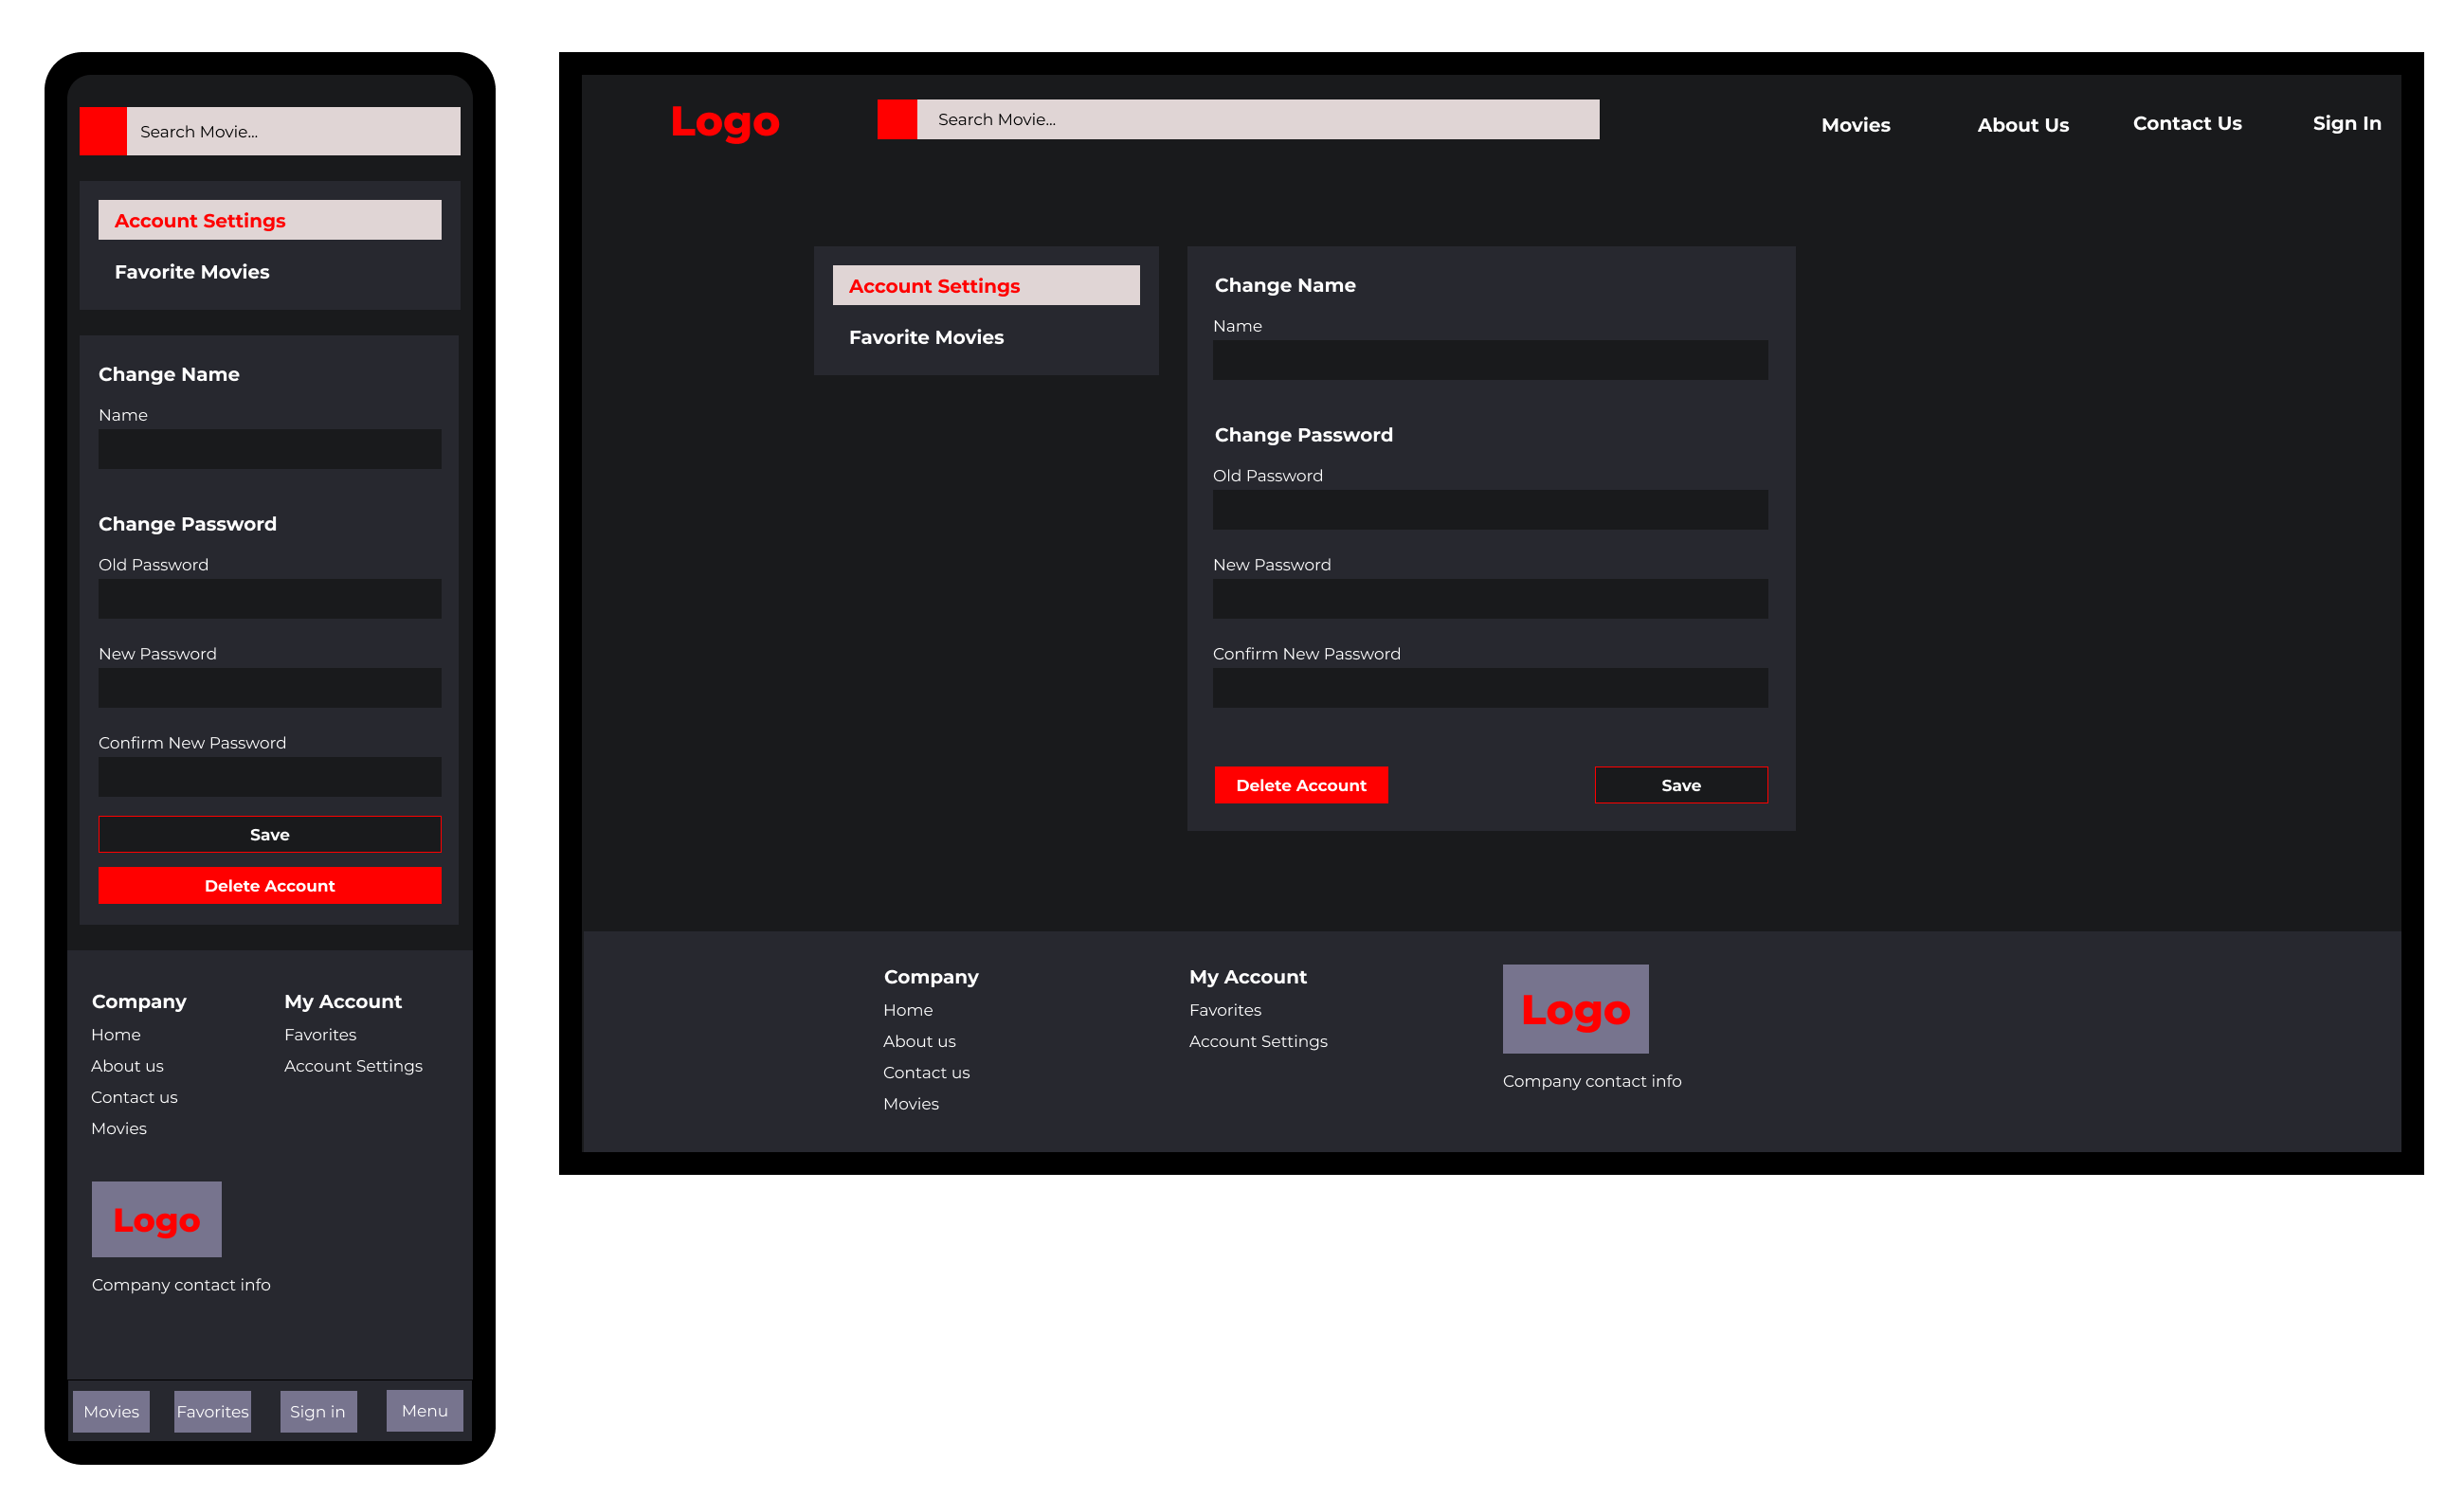 Search Movie...
Account Settings
Favorite Movies
Change Name
Name
Change Password
Old Password
New Password
Confirm New Password
Save
Delete Account
Company
Home
About us
Contact us
Movies
My Account
Favorites
Account Settings
Logo
Company contact info
Movies
Favorites
Sign in
Menu
Logo
Search Movie...
Movies
About Us
Contact Us
Sign In
Account Settings
Favorite Movies
Change Name
Name
Change Password
Old Password
New Password
Confirm New Password
Delete Account
Save
Company
Home
About us
Contact us
Movies
My Account
Favorites
Account Settings
Logo
Company contact info